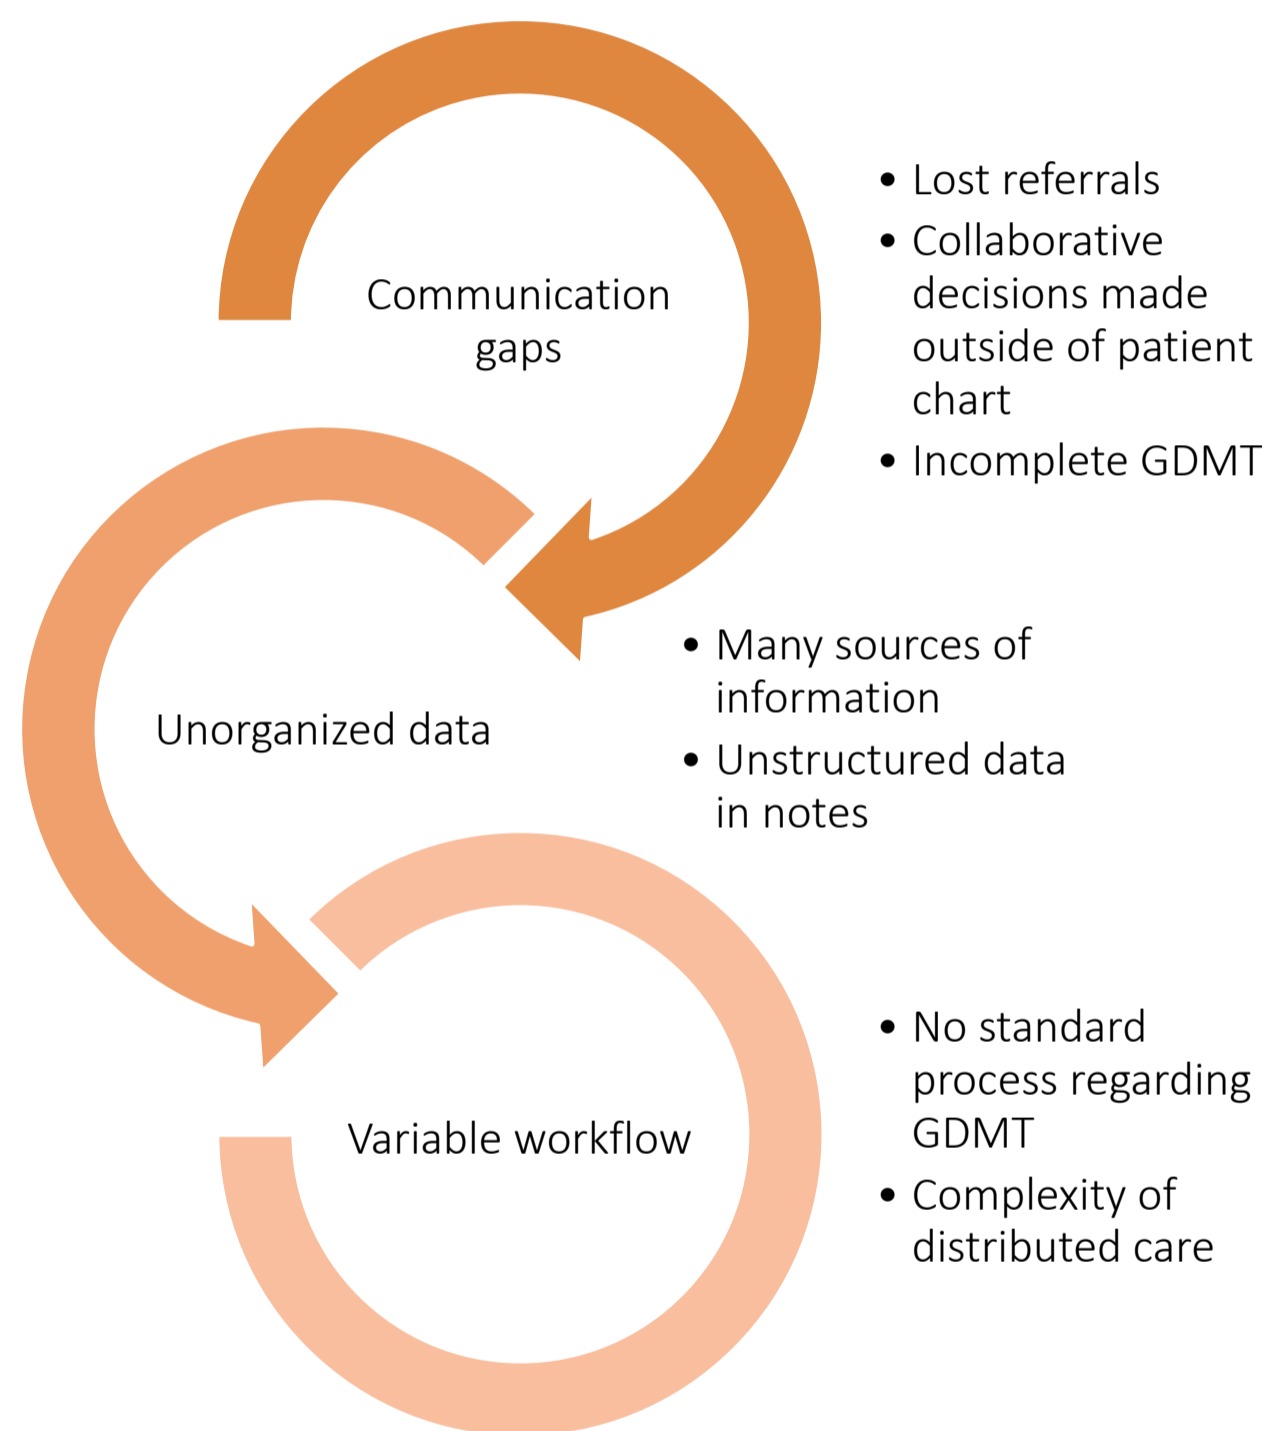 Communication
gaps
• Lost referrals
• Collaborative
decisions made
outside of patient
chart
• Incomplete GDMT
Unorganized data
• Many sources of
information
• Unstructured data
in notes
Variable workflow
• No standard
process regarding
GDMT
• Complexity of
distributed care